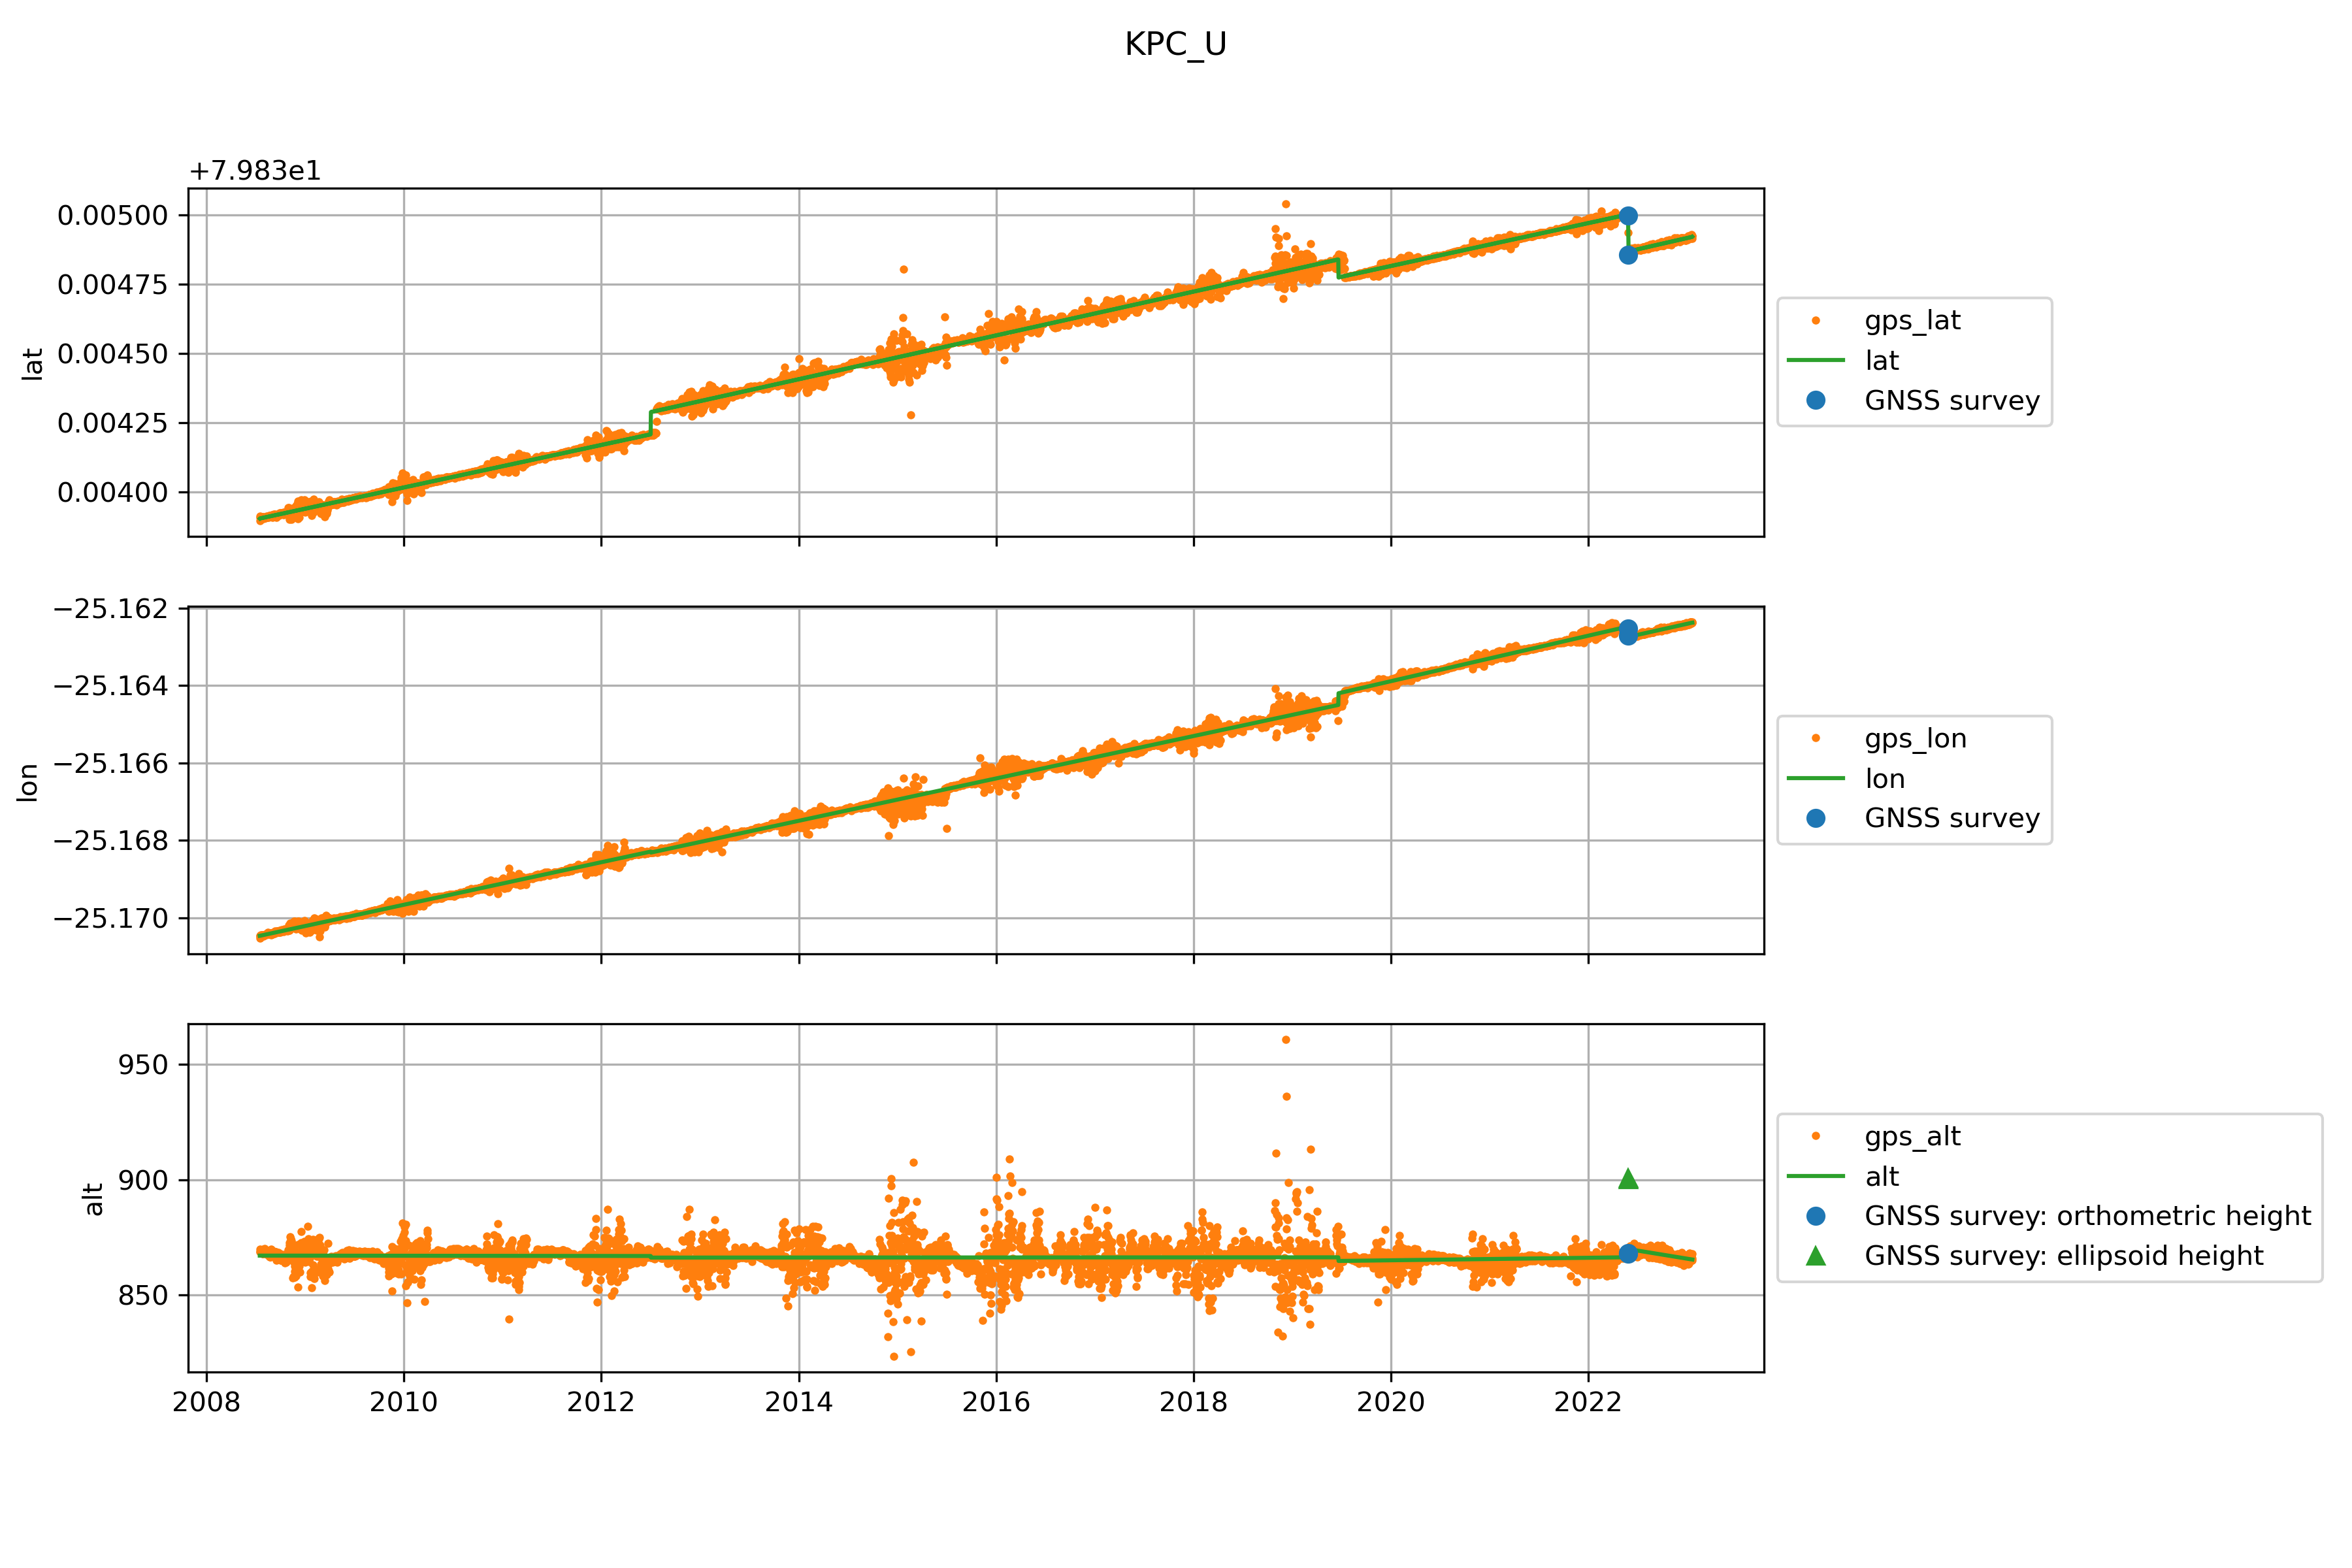 KPC_U
+7.983e1
0.00500
0.00475
0.00450
0.00425
0.00400
lat
gps_lat
lat
GNSS survey
−25.162
−25.164
−25.166
−25.168
−25.170
lon
gps_lon
lon
GNSS survey
950
900
850
alt
gps_alt
alt
GNSS survey: orthometric height
GNSS survey: ellipsoid height
2008 2010 2012 2014 2016 2018 2020 2022